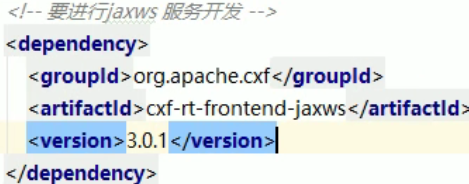 <!-- 要进行jaxws 服务开发 -->
<dependency>
<groupId>org.apache.cxf</groupId>
<artifactId>cxf-rt-frontend-jaxws</artifactId>
<version>3.0.1</version>
</dependency>